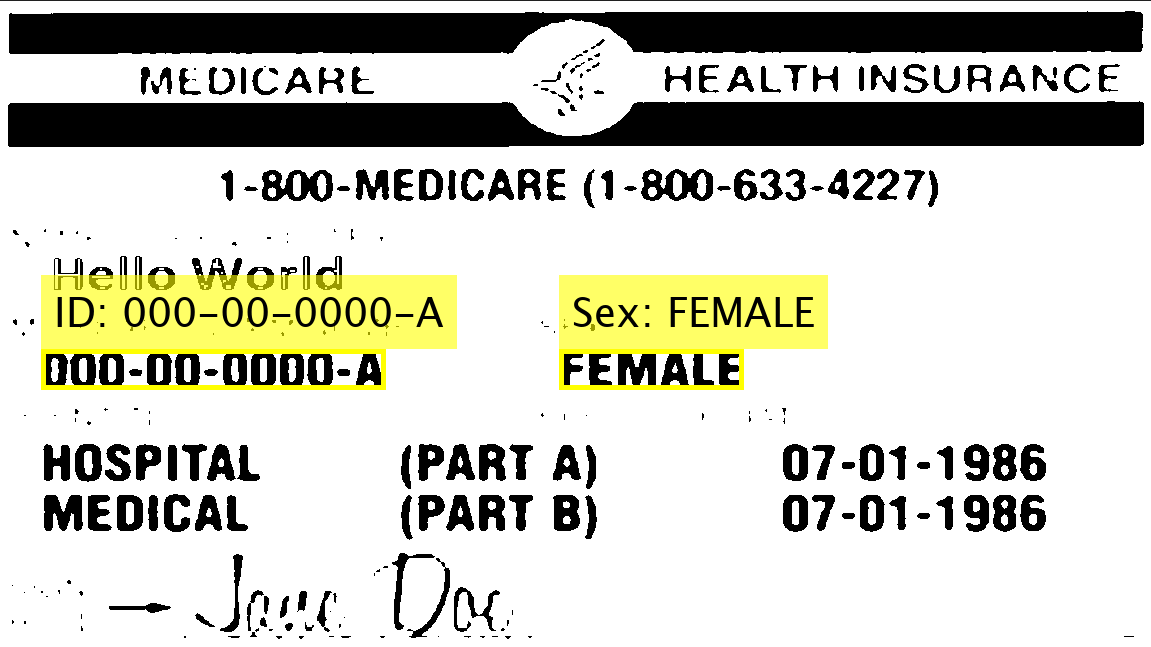 MEDICARE HEALTH INSURANCE
1-800-MEDICARE (1-800-633-4227)
Hello World
ID: 000-00-0000-A Sex: FEMALE
000-00-0000-A FEMALE
HOSPITAL (PART A) 07-01-1986
MEDICAL (PART B) 07-01-1986
Jane Doe